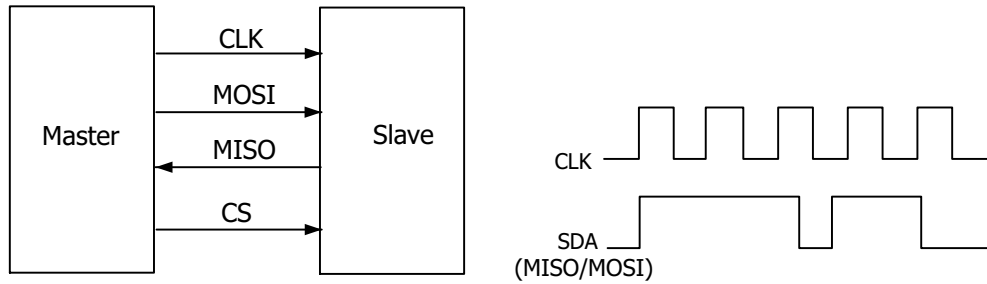 CLK
MOSI
Master
MISO
Slave
CS
CLK
SDA
(MISO/MOSI)